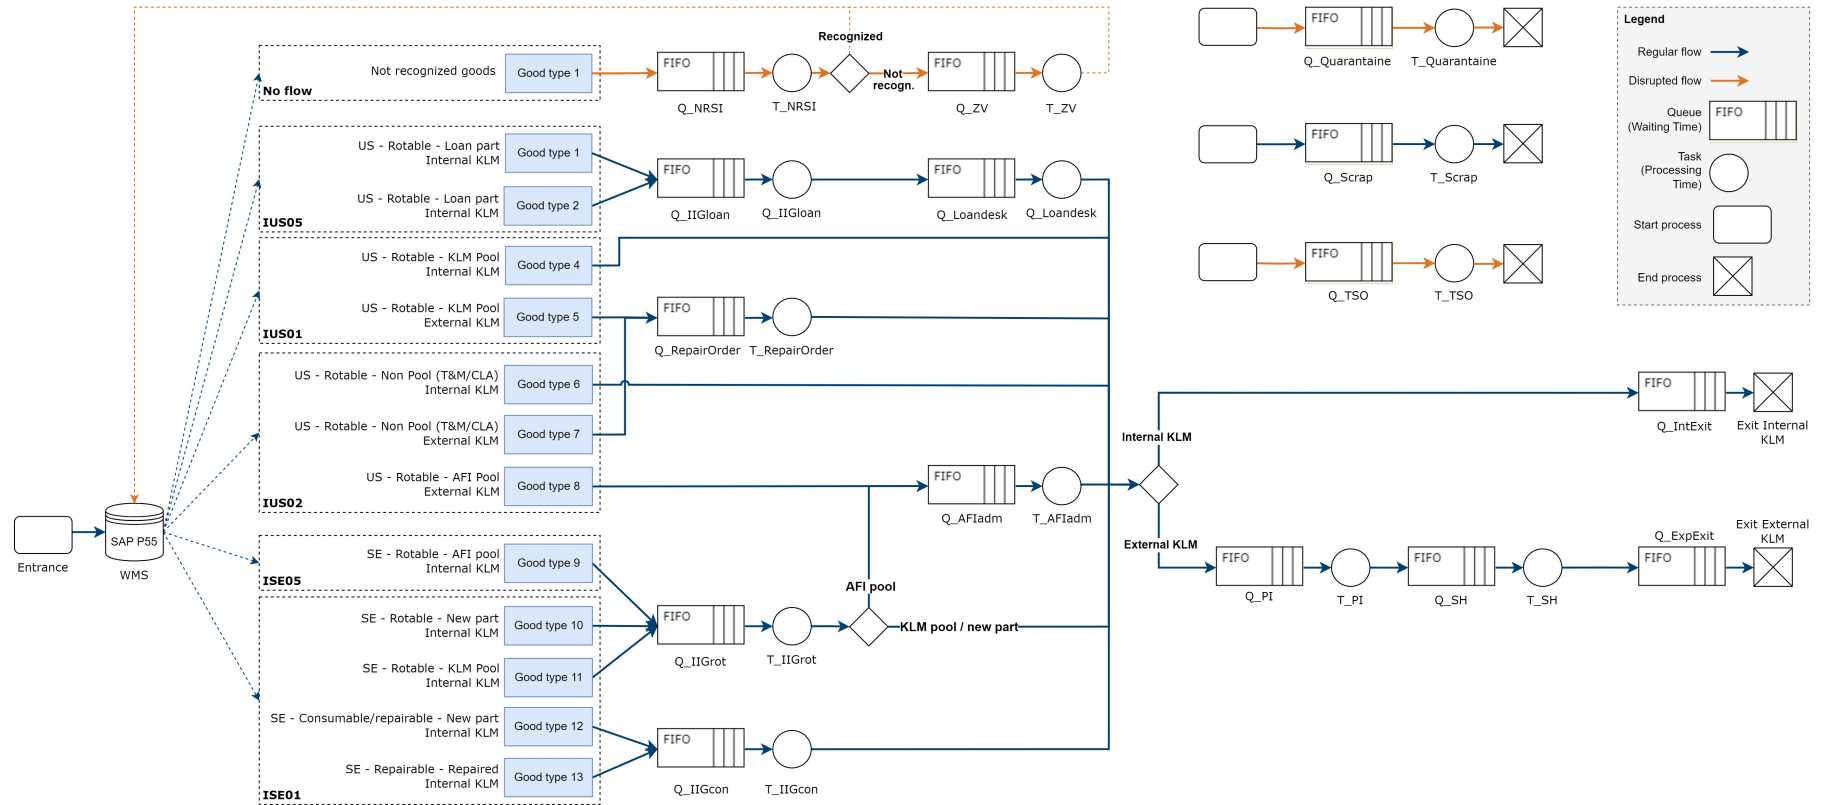 Not recognized goods
Good type 1
No flow
FIFO
Q_NRSI
T_NRSI
Recognized
Not
recogn.
FIFO
Q_ZV
T_ZV
US - Rotable - Loan part
Internal KLM
Good type 1
US - Rotable - Loan part
Internal KLM
Good type 2
IUS05
FIFO
Q_IIGloan
T_IIGloan
FIFO
Q_Loandesk
T_Loandesk
US - Rotable - KLM Pool
Internal KLM
Good type 4
US - Rotable - KLM Pool
External KLM
Good type 5
IUS01
FIFO
Q_RepairOrder
T_RepairOrder
US - Rotable - Non Pool (T&M/CLA)
Internal KLM
Good type 6
US - Rotable - Non Pool (T&M/CLA)
External KLM
Good type 7
US - Rotable - AFI Pool
External KLM
Good type 8
IUS02
FIFO
Q_AFIadm
T_AFIadm
Entrance
SAP P55
WMS
SE - Rotable - AFI pool
Internal KLM
Good type 9
ISE05
SE - Rotable - New part
Internal KLM
Good type 10
SE - Rotable - KLM Pool
Internal KLM
Good type 11
FIFO
Q_IIGrot
T_IIGrot
AFI pool
KLM pool / new part
SE - Consumable/repairable - New part
Internal KLM
Good type 12
SE - Repairable - Repaired
Internal KLM
Good type 13
ISE01
FIFO
Q_IIGcon
T_IIGcon
Internal KLM
External KLM
FIFO
Q_IntExit
Exit Internal
KLM
FIFO
Q_PI
T_PI
FIFO
Q_SH
T_SH
Q_ExpExit
FIFO
Exit External
KLM
FIFO
Q_Quarantaine
T_Quarantaine
FIFO
Q_Scrap
T_Scrap
FIFO
Q_TSO
T_TSO
Legend
Regular flow
Disrupted flow
Queue
(Waiting Time)
FIFO
Task
(Processing
Time)
Start process
End process